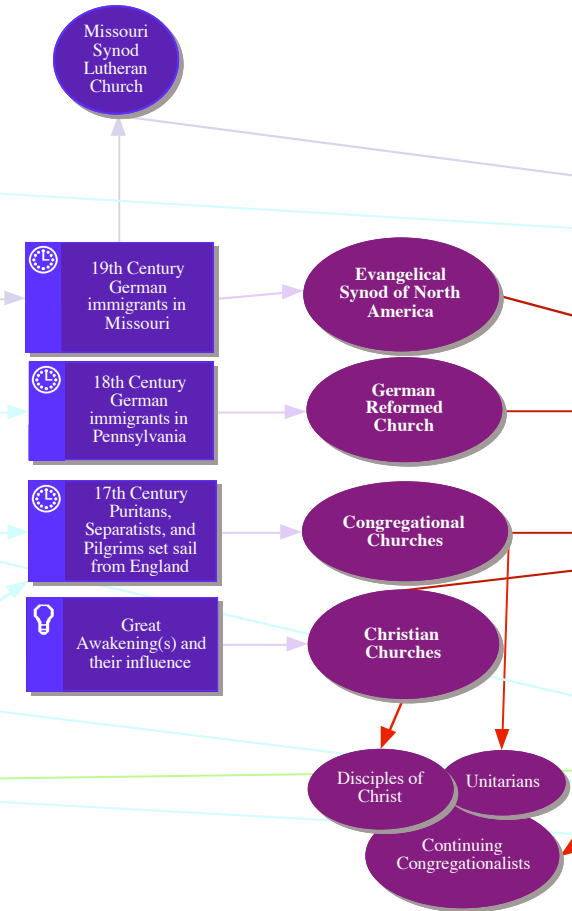 Missouri
Synod
Lutheran
Church
19th Century
German
immigrants in
Missouri
Evangelical
Synod of North
America
18th Century
German
immigrants in
Pennsylvania
German
Reformed
Church
17th Century
Puritans,
Separatists, and
Pilgrims set sail
from England
Congregational
Churches
Great
Awakening(s) and
their influence
Christian
Churches
Disciples of
Christ
Unitarians
Continuing
Congregationalists